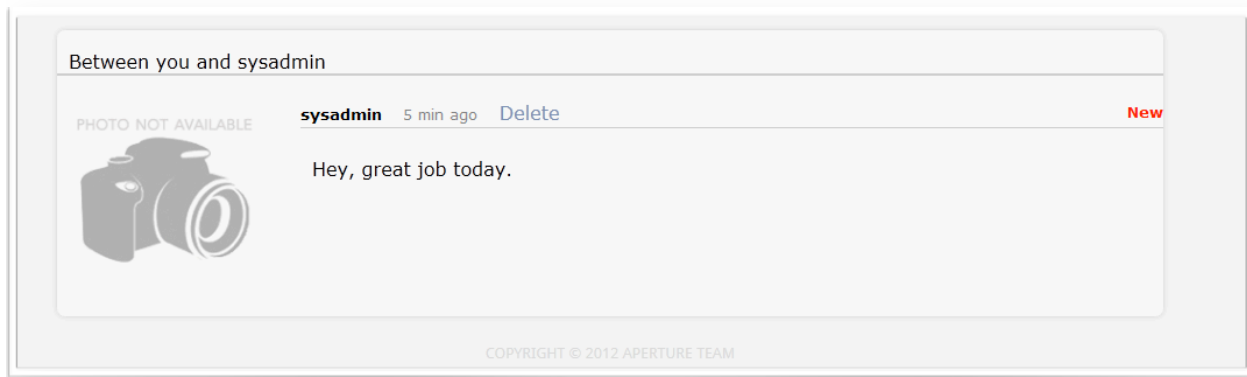 Between you and sysadmin
PHOTO NOT AVAILABLE
sysadmin 5 min ago Delete New
Hey, great job today.
COPYRIGHT © 2012 APERTURE TEAM